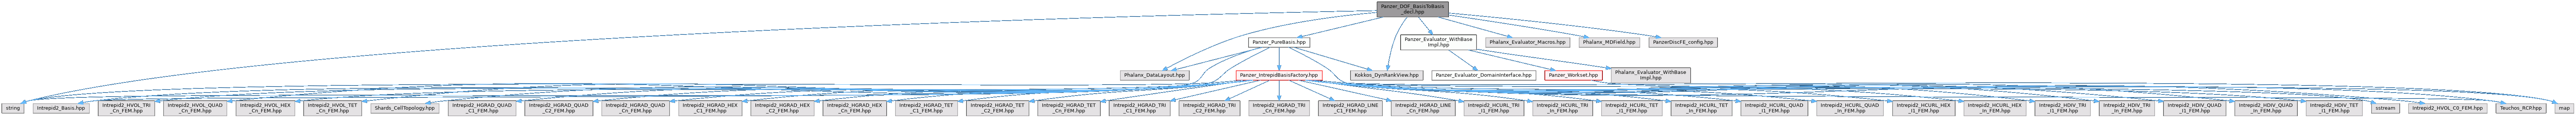 Panzer_DOF_BasisToBasis
_decl.hpp
Panzer_PureBasis.hpp
Panzer_Evaluator_WithBase
Impl.hpp
Phalanx_Evaluator_Macros.hpp
Phalanx_MDField.hpp
PanzerDiscFE_config.hpp
Phalanx_DataLayout.hpp
Panzer_IntrepidBasisFactory.hpp
Kokkos_DynRankView.hpp
Panzer_Evaluator_DomainInterface.hpp
Panzer_Workset.hpp
Phalanx_Evaluator_WithBase
Impl.hpp
string
Intrepid2_Basis.hpp
Intrepid2_HVOL_TRI
_Cn_FEM.hpp
Intrepid2_HVOL_QUAD
_Cn_FEM.hpp
Intrepid2_HVOL_HEX
_Cn_FEM.hpp
Intrepid2_HVOL_TET
_Cn_FEM.hpp
Shards_CellTopology.hpp
Intrepid2_HGRAD_QUAD
_C1_FEM.hpp
Intrepid2_HGRAD_QUAD
_C2_FEM.hpp
Intrepid2_HGRAD_QUAD
_Cn_FEM.hpp
Intrepid2_HGRAD_HEX
_C1_FEM.hpp
Intrepid2_HGRAD_HEX
_C2_FEM.hpp
Intrepid2_HGRAD_HEX
_Cn_FEM.hpp
Intrepid2_HGRAD_TET
_C1_FEM.hpp
Intrepid2_HGRAD_TET
_C2_FEM.hpp
Intrepid2_HGRAD_TET
_Cn_FEM.hpp
Intrepid2_HGRAD_TRI
_C1_FEM.hpp
Intrepid2_HGRAD_TRI
_C2_FEM.hpp
Intrepid2_HGRAD_TRI
_Cn_FEM.hpp
Intrepid2_HGRAD_LINE
_C1_FEM.hpp
Intrepid2_HGRAD_LINE
_Cn_FEM.hpp
Intrepid2_HCURL_TRI
_I1_FEM.hpp
Intrepid2_HCURL_TRI
_In_FEM.hpp
Intrepid2_HCURL_TET
_I1_FEM.hpp
Intrepid2_HCURL_TET
_In_FEM.hpp
Intrepid2_HCURL_QUAD
_I1_FEM.hpp
Intrepid2_HCURL_QUAD
_In_FEM.hpp
Intrepid2_HCURL_HEX
_I1_FEM.hpp
Intrepid2_HCURL_HEX
_In_FEM.hpp
Intrepid2_HDIV_TRI
_I1_FEM.hpp
Intrepid2_HDIV_TRI
_In_FEM.hpp
Intrepid2_HDIV_QUAD
_I1_FEM.hpp
Intrepid2_HDIV_QUAD
_In_FEM.hpp
Intrepid2_HDIV_TET
_I1_FEM.hpp
sstream
Intrepid2_HVOL_C0_FEM.hpp
Teuchos_RCP.hpp
map